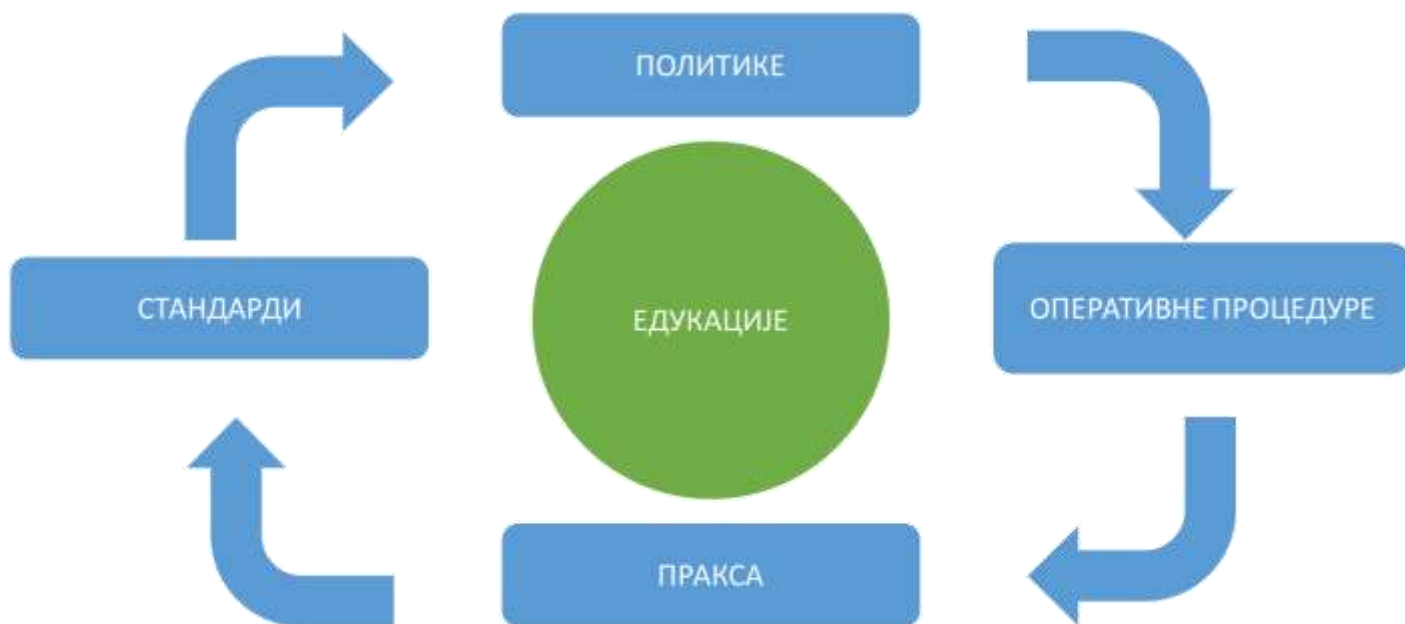 ПОЛИТИКЕ
СТАНДАРДИ
ЕДУКАЦИЈЕ
ОПЕРАТИВНЕ ПРОЦЕДУРЕ
ПРАКСА